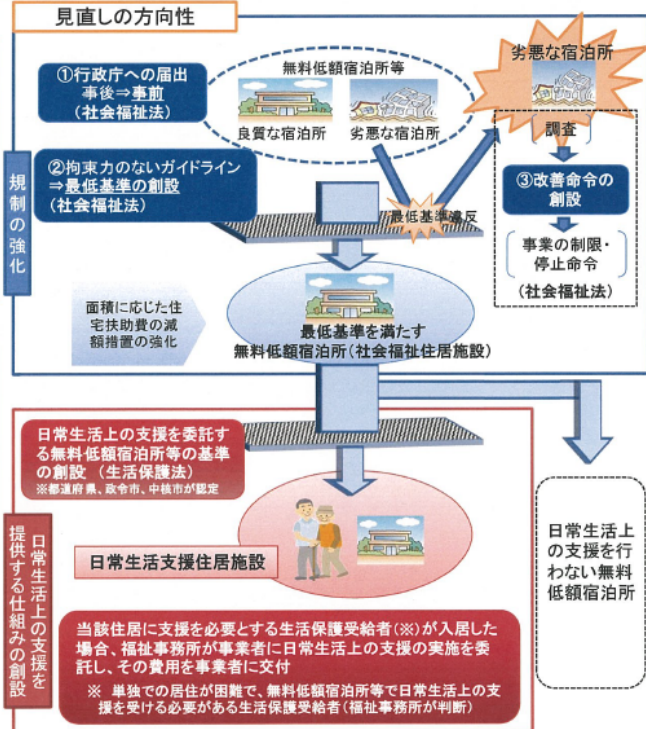 見直しの方向性
①行政庁への届出
事後⇒事前
(社会福祉法)
無料低額宿泊所等
良質な宿泊所
劣悪な宿泊所
劣悪な宿泊所
調査
③改善命令の
創設
事業の制限・
停止命令
(社会福祉法)
規制の強化
②拘束力のないガイドライン
⇒最低基準の創設
(社会福祉法)
最低基準違反
面積に応じた住
宅扶助費の減
額措置の強化
最低基準を満たす
無料低額宿泊所(社会福祉住居施設)
日常生活上の支援を委託す
る無料低額宿泊所等の基準
の創設 (生活保護法)
※都道府県、政令市、中核市が認定
日常生活支援住居施設
日常生活上
の支援を行
わない無料
低額宿泊所
日常生活上の支援を
提供する仕組みの創設
当該住居に支援を必要とする生活保護受給者(※)が入居した
場合、福祉事務所が事業者に日常生活上の支援の実施を委
託し、その費用を事業者に交付
※ 単独での居住が困難で、無料低額宿泊所等で日常生活上の支
援を受ける必要がある生活保護受給者(福祉事務所が判断)